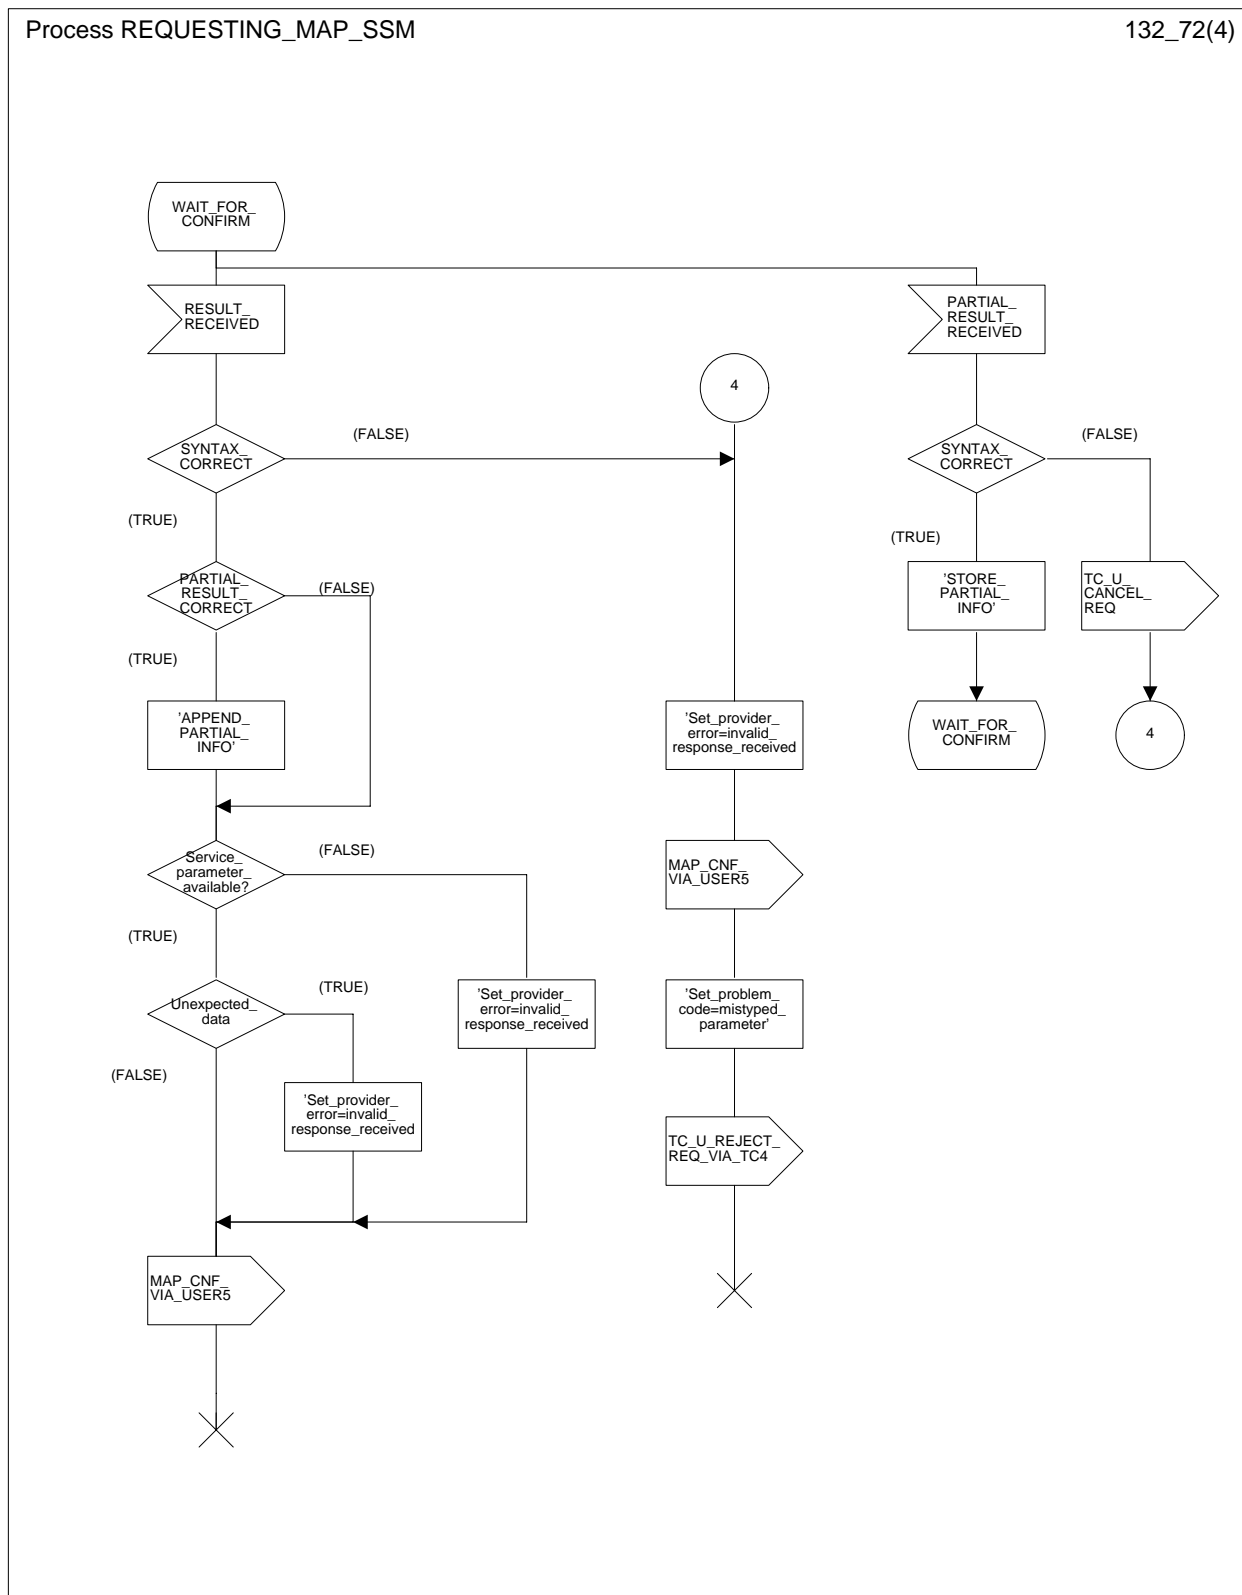 Process REQUESTING_MAP_SSM
132_72(4)
WAIT_FOR_
CONFIRM
RESULT_
RECEIVED
PARTIAL_
RESULT_
RECEIVED
4
SYNTAX_
CORRECT
(FALSE)
(TRUE)
SYNTAX_
CORRECT
(FALSE)
(TRUE)
PARTIAL_
RESULT_
CORRECT
(FALSE)
(TRUE)
'STORE_
PARTIAL_
INFO'
TC_U_
CANCEL_
REQ
'APPEND_
PARTIAL_
INFO'
'Set_provider_
error=invalid_
response_received
WAIT_FOR_
CONFIRM
4
Service_
parameter_
available?
(FALSE)
(TRUE)
MAP_CNF_
VIA_USER5
Unexpected_
data
(TRUE)
(FALSE)
'Set_provider_
error=invalid_
response_received
'Set_problem_
code=mistyped_
parameter'
'Set_provider_
error=invalid_
response_received
TC_U_REJECT_
REQ_VIA_TC4
MAP_CNF_
VIA_USER5